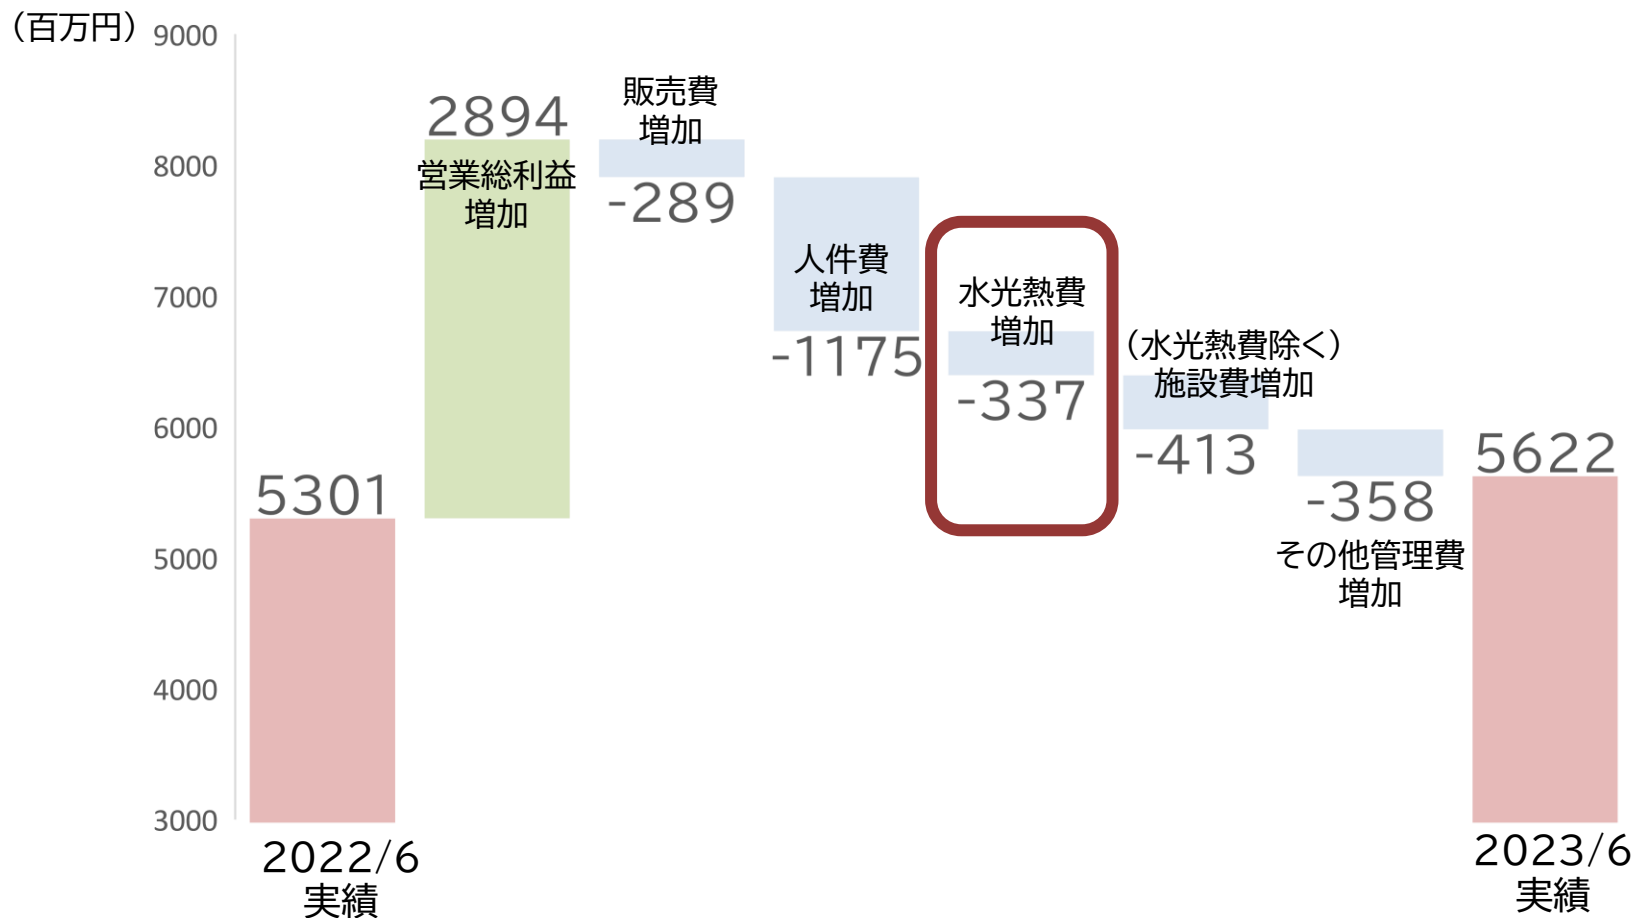 （百万円）
9000
8000
7000
6000
5000
4000
3000
5301
2022/6
実績
2894
営業総利益
増加
販売費
増加
-289
人件費
増加
-1175
水光熱費
増加
-337
（水光熱費除く）
施設費増加
-413
-358
その他管理費
増加
5622
2023/6
実績